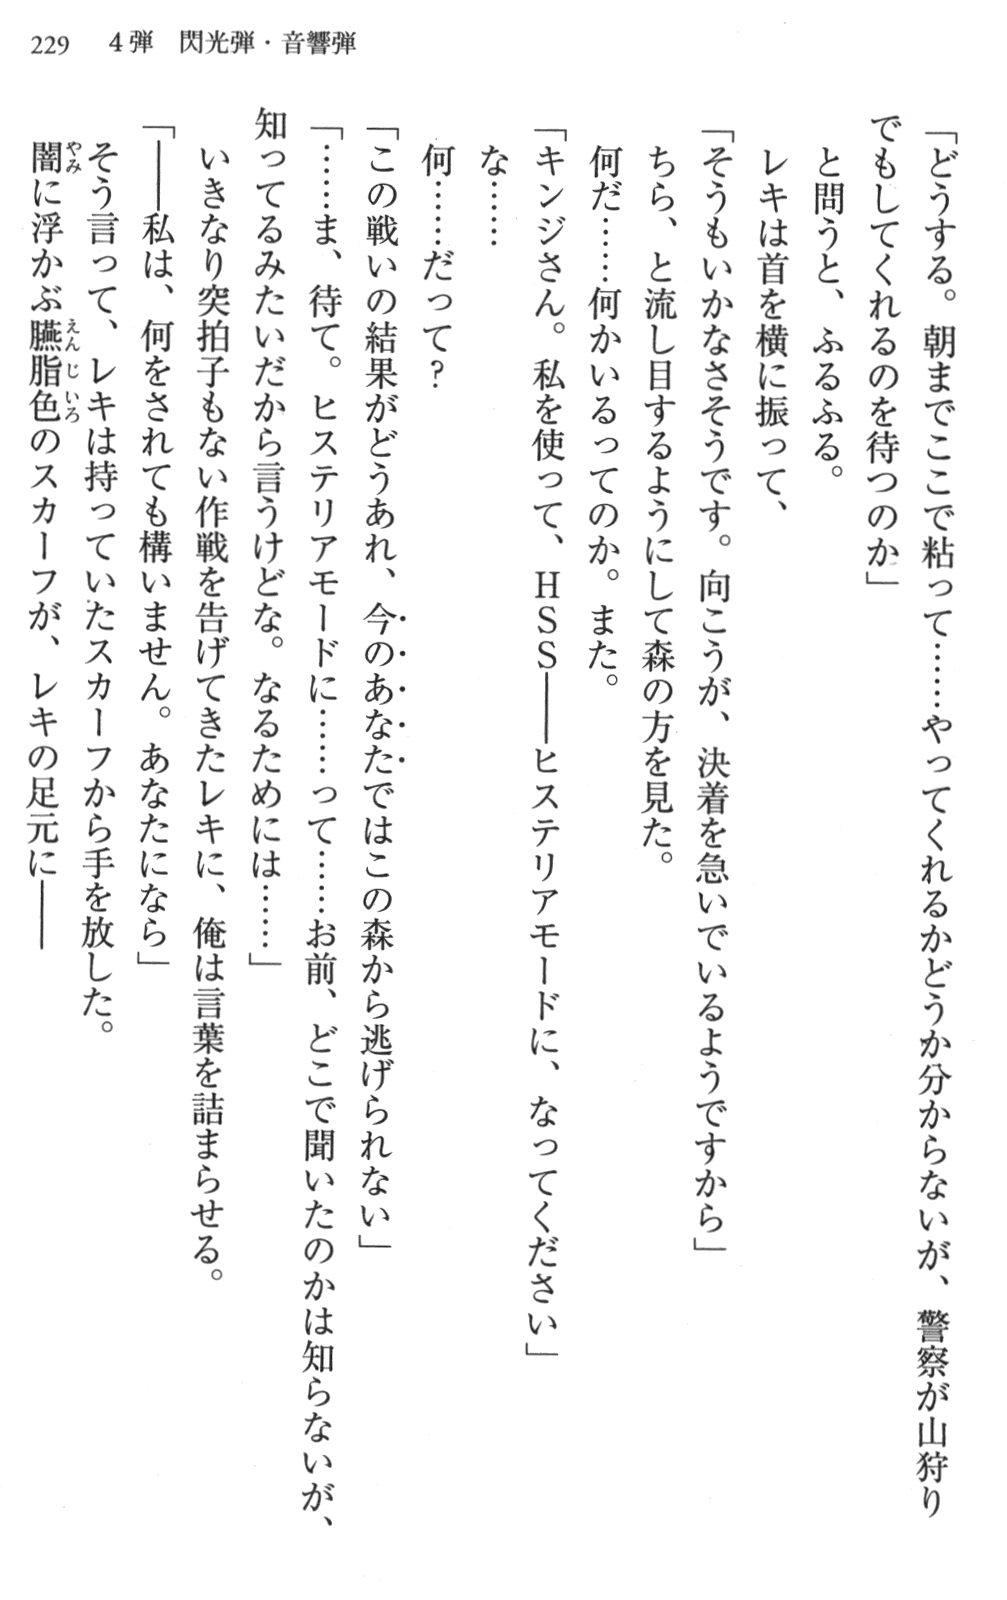 229　４弾　閃光弾・音響弾
「どうする。朝までここで粘って……やってくれるかどうか分からないが、警察が山狩り
でもしてくれるのを待つのか」
と問うと、ふるふる。
レキは首を横に振って、
「そうもいかなさそうです。向こうが、決着を急いでいるようですから」
ちら、と流し目するようにして森の方を見た。
何だ……何かいるってのか。また。
「キンジさん。私を使って、ＨＳＳ――ヒステリアモードに、なってください」
な……
何……だって？
「この戦いの結果がどうあれ、今のあなたではこの森から逃げられない」
「……ま、待て。ヒステリアモードに……って……お前、どこで聞いたのかは知らないが、
知ってるみたいだから言うけどな。なるためには……」
いきなり突拍子もない作戦を告げてきたレキに、俺は言葉を詰まらせる。
「――私は、何をされても構いません。あなたになら」
そう言って、レキは持っていたスカーフから手を放した。
闇やみに浮かぶ臙脂色えんじいろのスカーフが、レキの足元に――